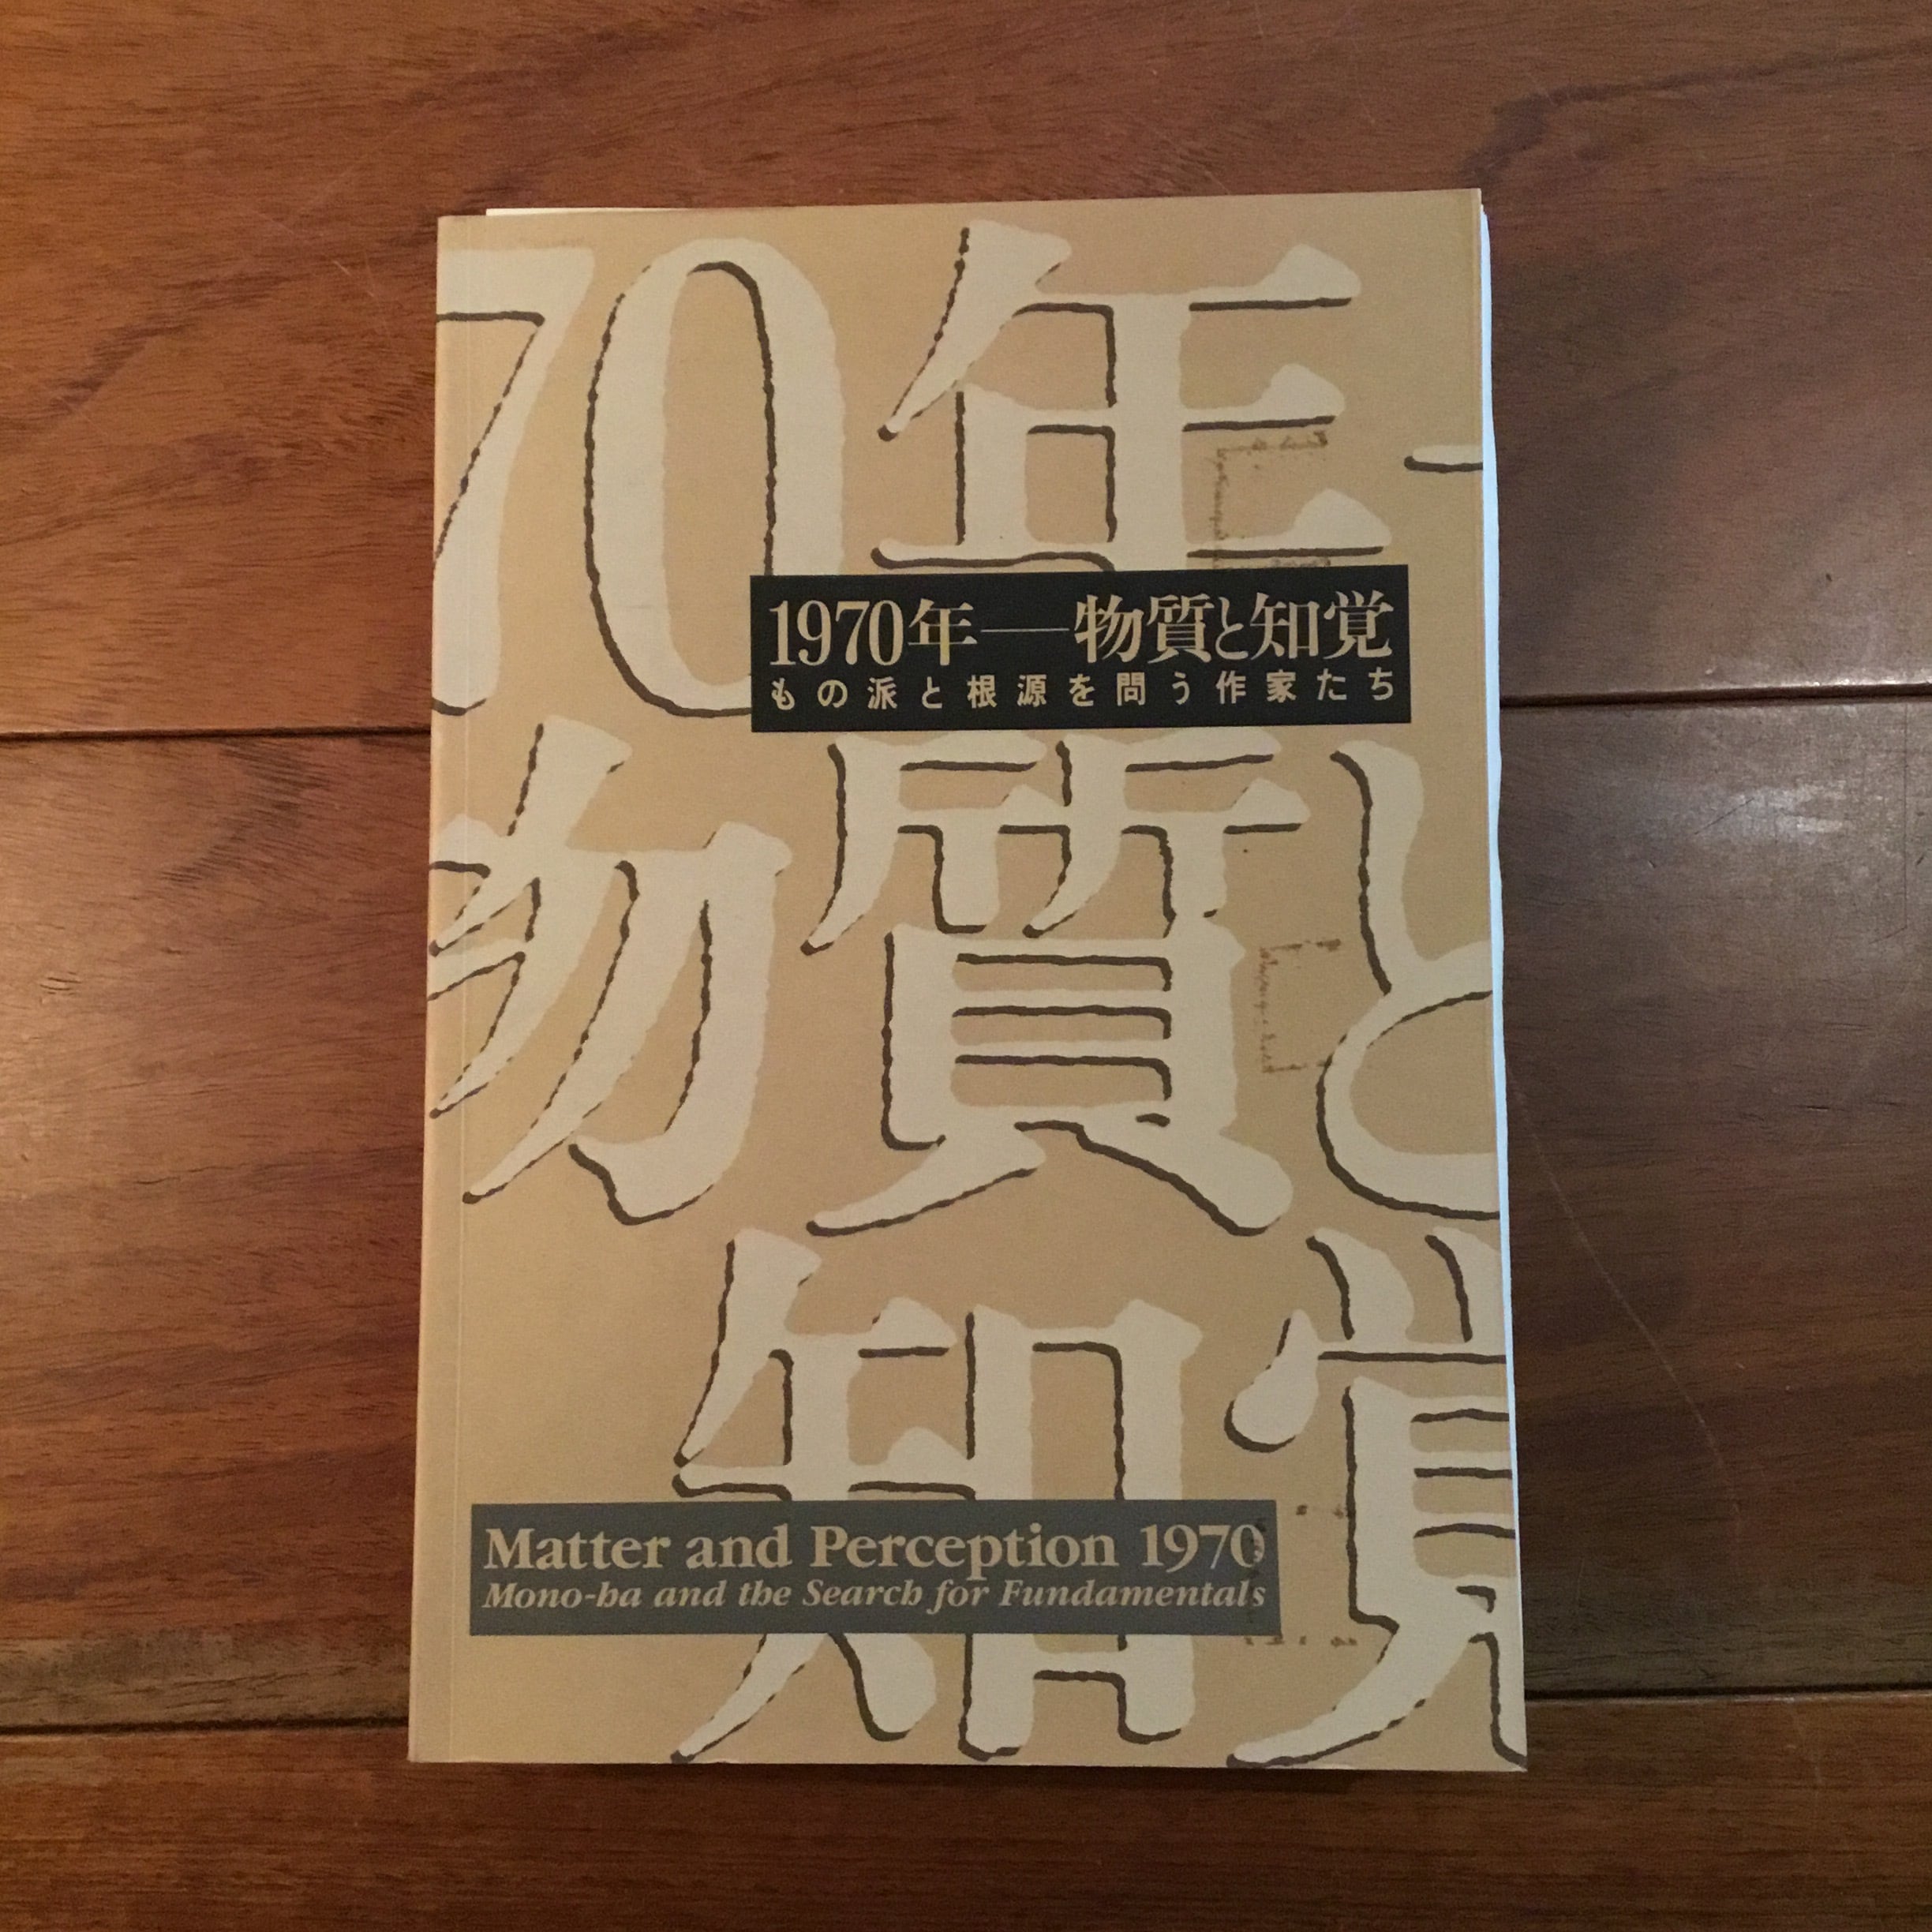 70年
1970年——物質と知覚
もの派と根源を問う作家たち
物質と
知覚
Matter and Perception 1970
Mono-ha and the Search for Fundamentals